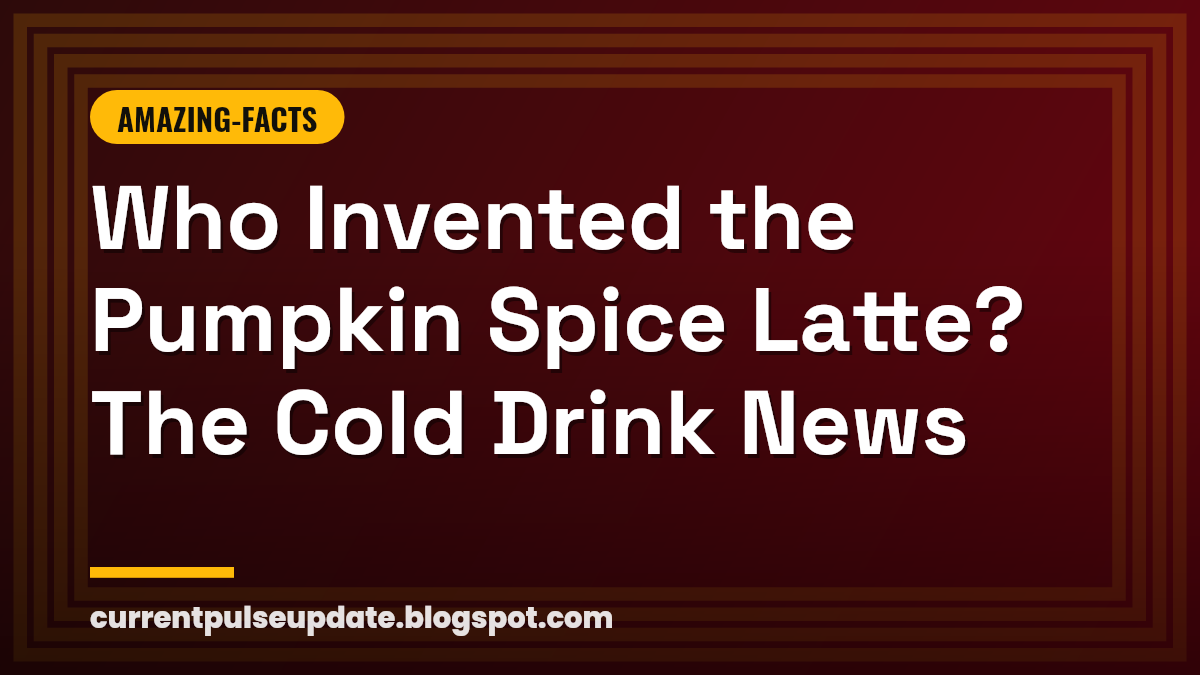 AMAZING-FACTS
Who Invented the
Pumpkin Spice Latte?
The Cold Drink News
currentpulseupdate.blogspot.com